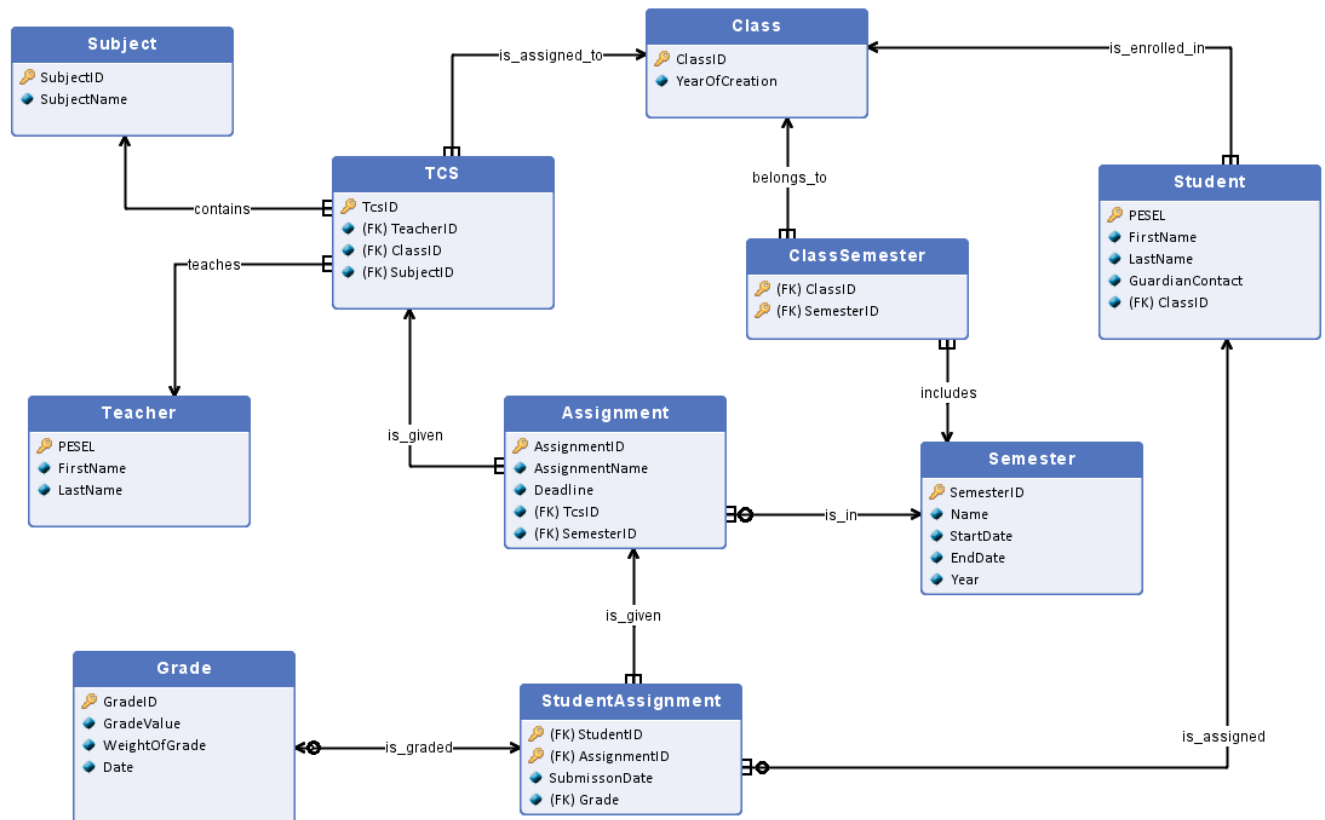 Subject
SubjectID
SubjectName
Class
ClassID
YearOfCreation
is_assigned_to
is_enrolled_in
TCS
TcsID
(FK) TeacherID
(FK) ClassID
(FK) SubjectID
contains
teaches
belongs_to
Student
PESEL
FirstName
LastName
GuardianContact
(FK) ClassID
ClassSemester
(FK) ClassID
(FK) SemesterID
Teacher
PESEL
FirstName
LastName
is_given
Assignment
AssignmentID
AssignmentName
Deadline
(FK) TcsID
(FK) SemesterID
includes
Semester
SemesterID
Name
StartDate
EndDate
Year
is_in
is_given
Grade
GradeID
GradeValue
WeightOfGrade
Date
is_graded
StudentAssignment
(FK) StudentID
(FK) AssignmentID
SubmissonDate
(FK) Grade
is_assigned